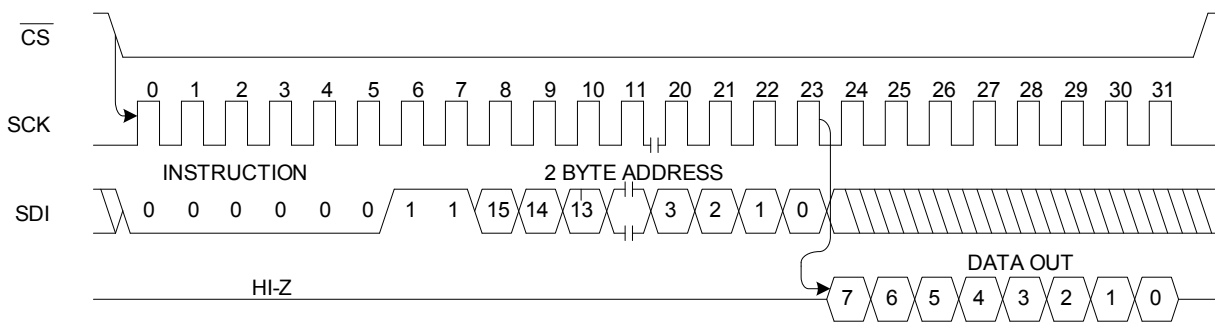 CS
0 1 2 3 4 5 6 7 8 9 10 11 20 21 22 23 24 25 26 27 28 29 30 31
SCK
INSTRUCTION 2 BYTE ADDRESS
SDI 0 0 0 0 0 0 1 1 15 14 13 3 2 1 0
DATA OUT
HI-Z
7 6 5 4 3 2 1 0